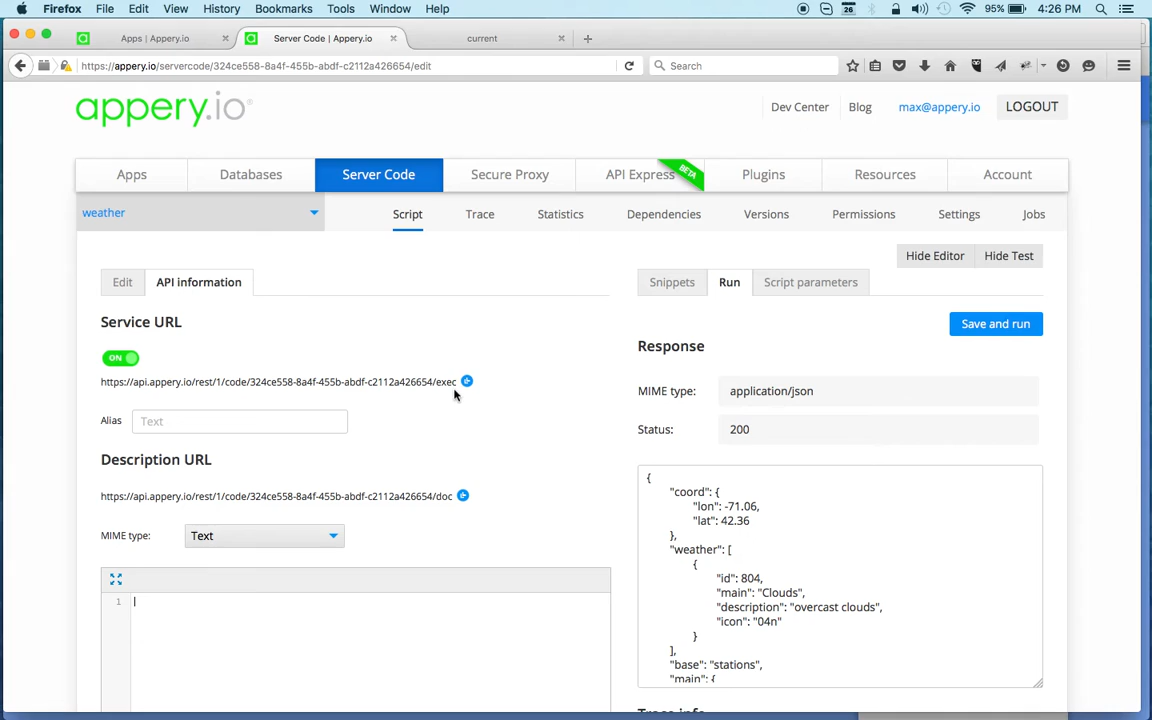 Firefox File Edit View History Bookmarks Tools Window Help 26 95% 4:26 PM
Apps | Appery.io Server Code | Appery.io current
https://appery.io/servercode/324ce558-8a4f-455b-abdf-c2112a426654/edit Search
appery.io® Dev Center Blog max@appery.io LOGOUT
Apps Databases Server Code Secure Proxy API Express BETA Plugins Resources Account
weather Script Trace Statistics Dependencies Versions Permissions Settings Jobs
Hide Editor Hide Test
Edit API information Snippets Run Script parameters
Service URL Save and run
Response
ON
https://api.appery.io/rest/1/code/324ce558-8a4f-455b-abdf-c2112a426654/exec MIME type: application/json
Alias Text Status: 200
Description URL
{
"coord": {
https://api.appery.io/rest/1/code/324ce558-8a4f-455b-abdf-c2112a426654/doc "lon": -71.06,
"lat": 42.36
MIME type: Text },
"weather": [
{
"id": 804,
"main": "Clouds",
1 "description": "overcast clouds",
"icon": "04n"
}
],
"base": "stations",
"main": {
Trace info